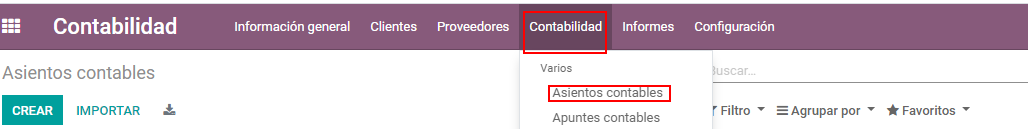 Contabilidad Información general Clientes Proveedores Contabilidad Informes Configuración
Asientos contables
Varios
Buscar...
Asientos contables
CREAR IMPORTAR
Filtro Agrupar por Favoritos
Apuntes contables